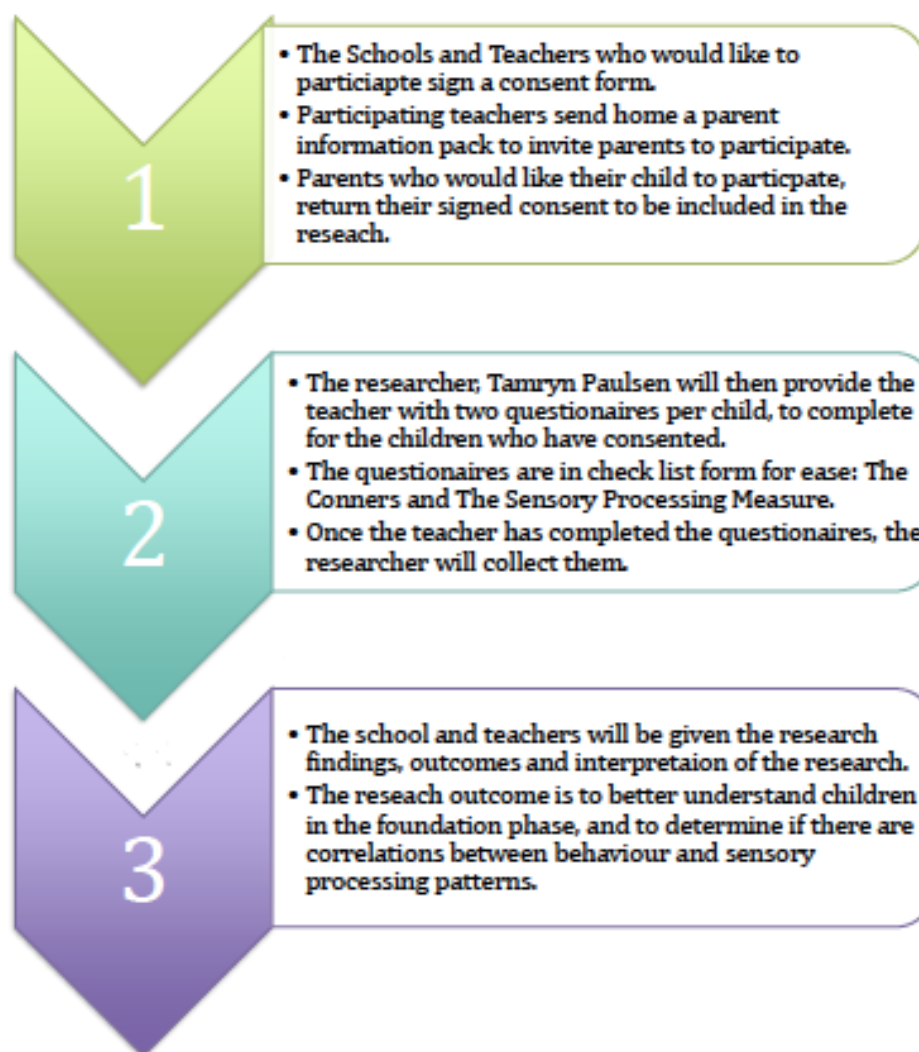 1
• The Schools and Teachers who would like to
particiapte sign a consent form.
• Participating teachers send home a parent
information pack to invite parents to participate.
• Parents who would like their child to particpate,
return their signed consent to be included in the
reseach.
2
• The researcher, Tamryn Paulsen will then provide the
teacher with two questionaires per child, to complete
for the children who have consented.
• The questionaires are in check list form for ease: The
Conners and The Sensory Processing Measure.
• Once the teacher has completed the questionaires, the
researcher will collect them.
3
• The school and teachers will be given the research
findings, outcomes and interpretaion of the research.
• The reseach outcome is to better understand children
in the foundation phase, and to determine if there are
correlations between behaviour and sensory
processing patterns.